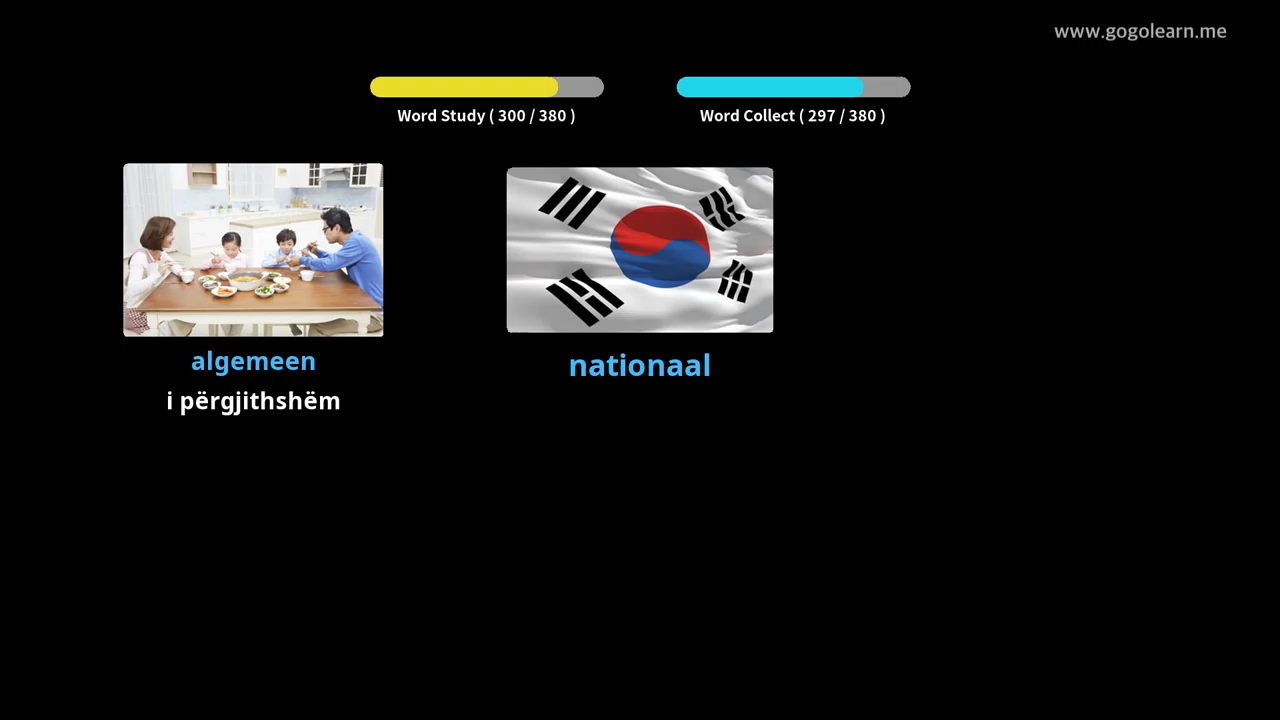 www.gogolearn.me
Word Study ( 300 / 380 )
Word Collect ( 297 / 380 )
algemeen
i përgjithshëm
nationaal